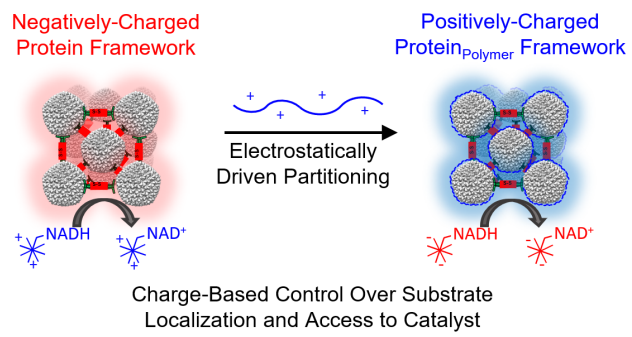 Negatively-Charged
Protein Framework
Positively-Charged
Protein_Polymer Framework
+ + + +
Electrostatically
Driven Partitioning
+ NADH + NAD⁺
+ +
- NADH - NAD⁺
- -
Charge-Based Control Over Substrate
Localization and Access to Catalyst